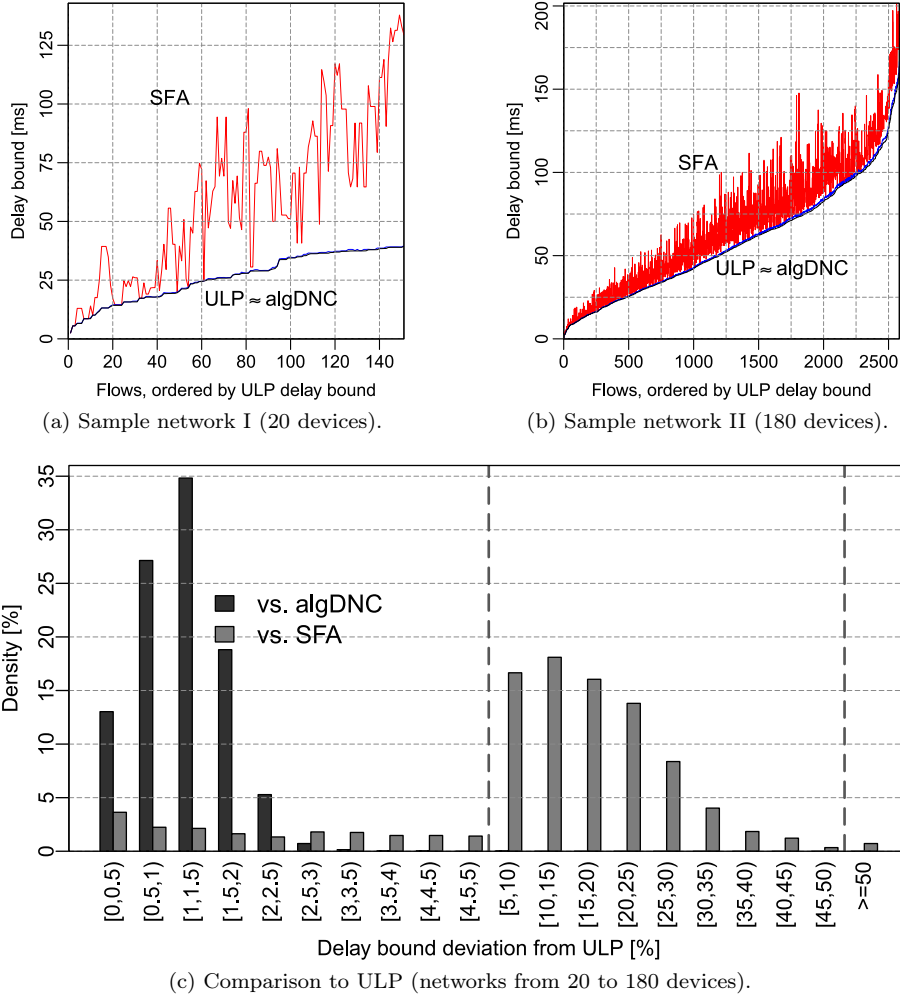 Delay bound [ms]
0 25 50 75 100 125
SFA
ULP ≈ algDNC
0 20 40 60 80 100 120 140
Flows, ordered by ULP delay bound
(a) Sample network I (20 devices).
Delay bound [ms]
0 50 100 150 200
SFA
ULP ≈ algDNC
0 500 1000 1500 2000 2500
Flows, ordered by ULP delay bound
(b) Sample network II (180 devices).
Density [%]
0 5 10 15 20 25 30 35
vs. algDNC
vs. SFA
[0,0.5) [0.5,1) [1,1.5) [1.5,2) [2,2.5) [2.5,3) [3,3.5) [3.5,4) [4,4.5) [4.5,5) [5,10) [10,15) [15,20) [20,25) [25,30) [30,35) [35,40) [40,45) [45,50) >=50
Delay bound deviation from ULP [%]
(c) Comparison to ULP (networks from 20 to 180 devices).